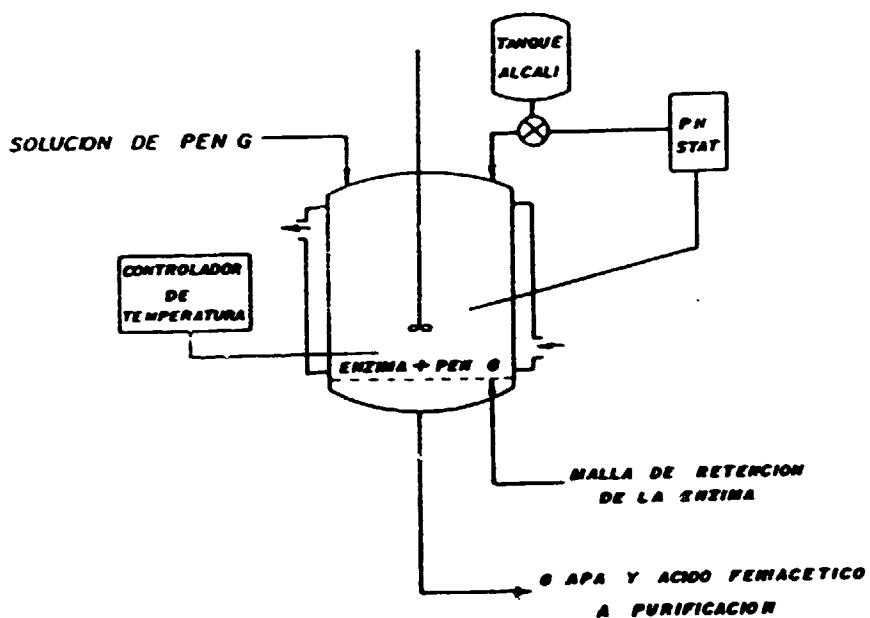 TANQUE
ALCALI
PH
STAT
SOLUCION DE PEN G
CONTROLADOR
DE
TEMPERATURA
ENZIMA + PEN G
MALLA DE RETENCION
DE LA ENZIMA
6 APA Y ACIDO FENIACETICO
A PURIFICACION